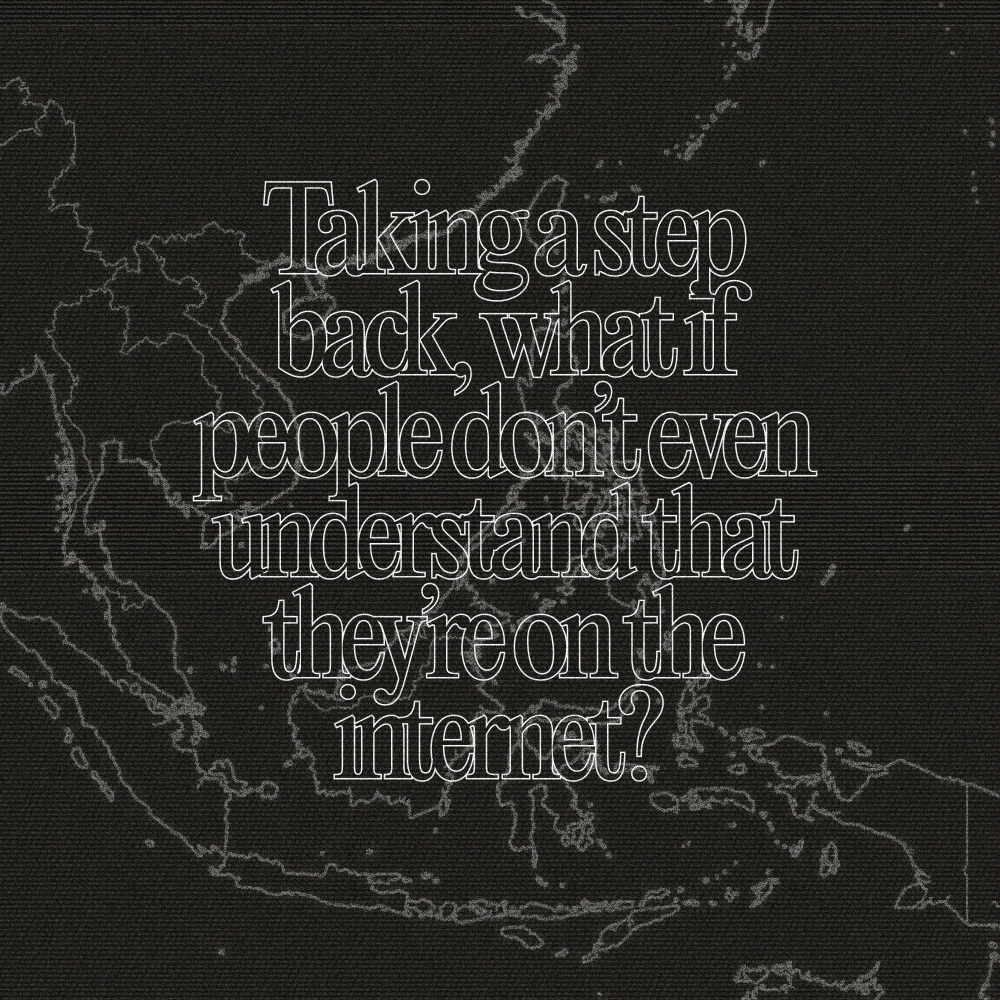 Taking a step
back, what if
people don't even
understand that
they're on the
internet?